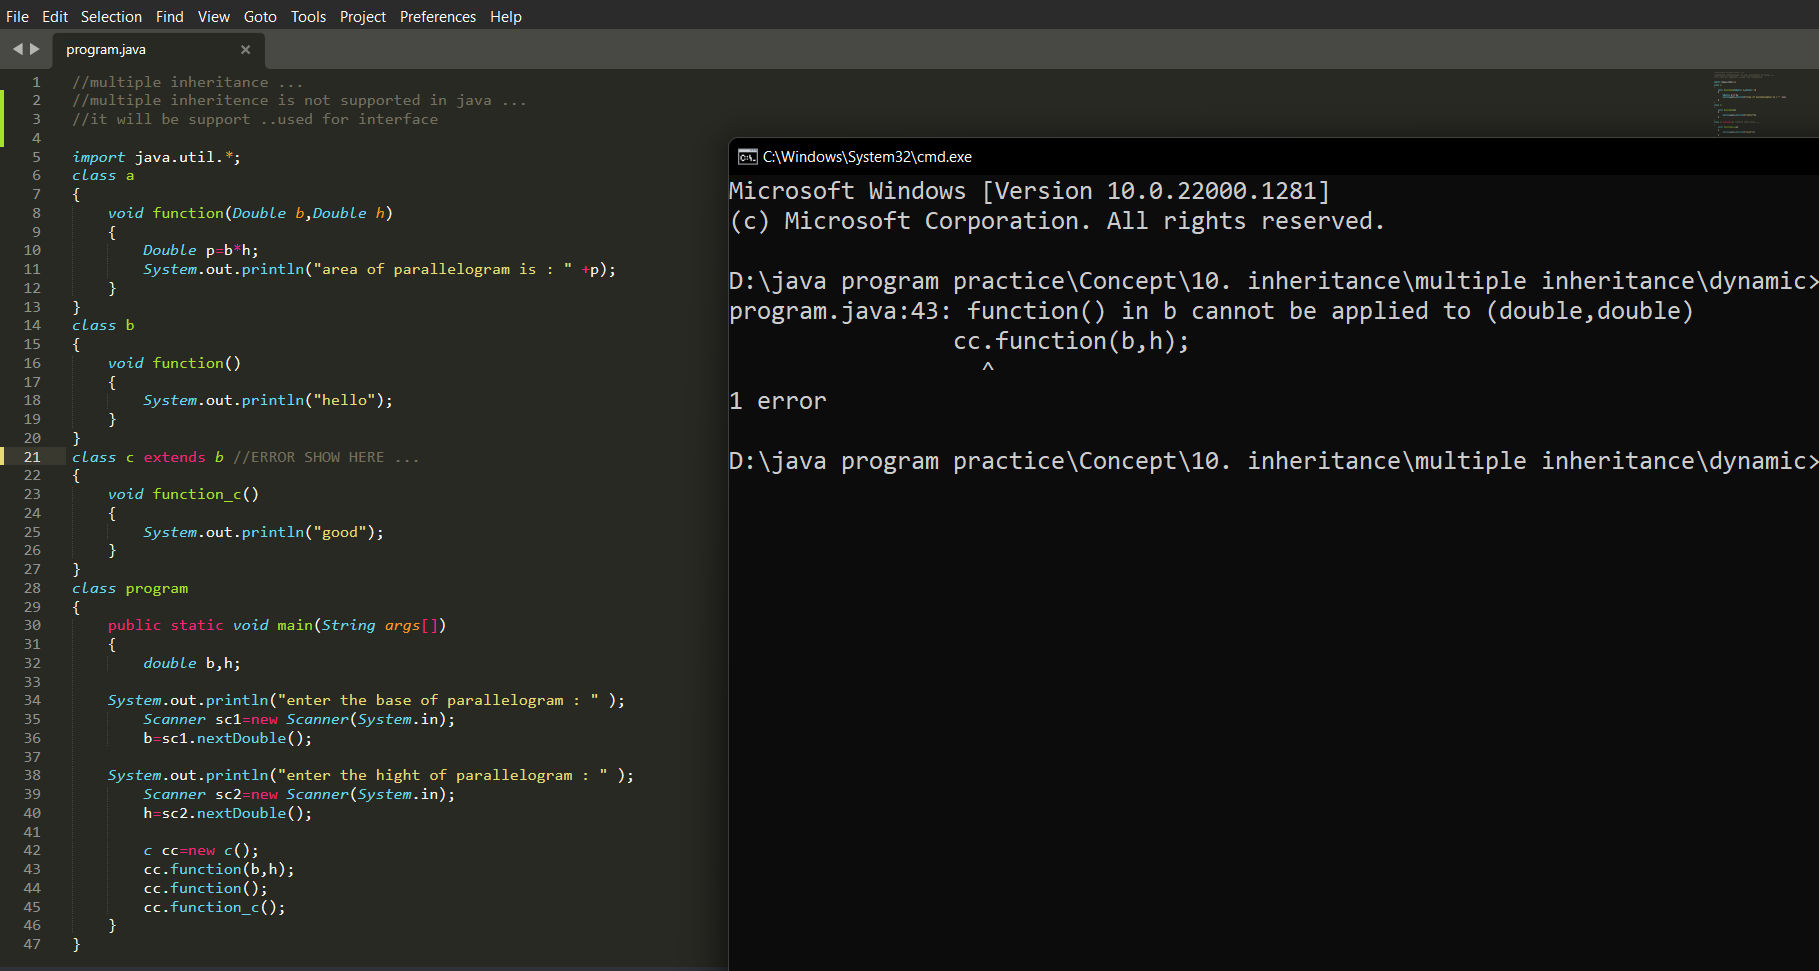 File Edit Selection Find View Goto Tools Project Preferences Help
program.java
1 //multiple inheritance ...
2 //multiple inheritence is not supported in java ...
3 //it will be support ..used for interface
4
5 import java.util.*;
6 class a
7 {
8 void function(Double b,Double h)
9 {
10 Double p=b*h;
11 System.out.println("area of parallelogram is : " +p);
12 }
13 }
14 class b
15 {
16 void function()
17 {
18 System.out.println("hello");
19 }
20 }
21 class c extends b //ERROR SHOW HERE ...
22 {
23 void function_c()
24 {
25 System.out.println("good");
26 }
27 }
28 class program
29 {
30 public static void main(String args[])
31 {
32 double b,h;
33
34 System.out.println("enter the base of parallelogram : " );
35 Scanner sc1=new Scanner(System.in);
36 b=sc1.nextDouble();
37
38 System.out.println("enter the hight of parallelogram : " );
39 Scanner sc2=new Scanner(System.in);
40 h=sc2.nextDouble();
41
42 c cc=new c();
43 cc.function(b,h);
44 cc.function();
45 cc.function_c();
46 }
47 }
C:\Windows\System32\cmd.exe
Microsoft Windows [Version 10.0.22000.1281]
(c) Microsoft Corporation. All rights reserved.
D:\java program practice\Concept\10. inheritance\multiple inheritance\dynamic>
program.java:43: function() in b cannot be applied to (double,double)
cc.function(b,h);
^
1 error
D:\java program practice\Concept\10. inheritance\multiple inheritance\dynamic>